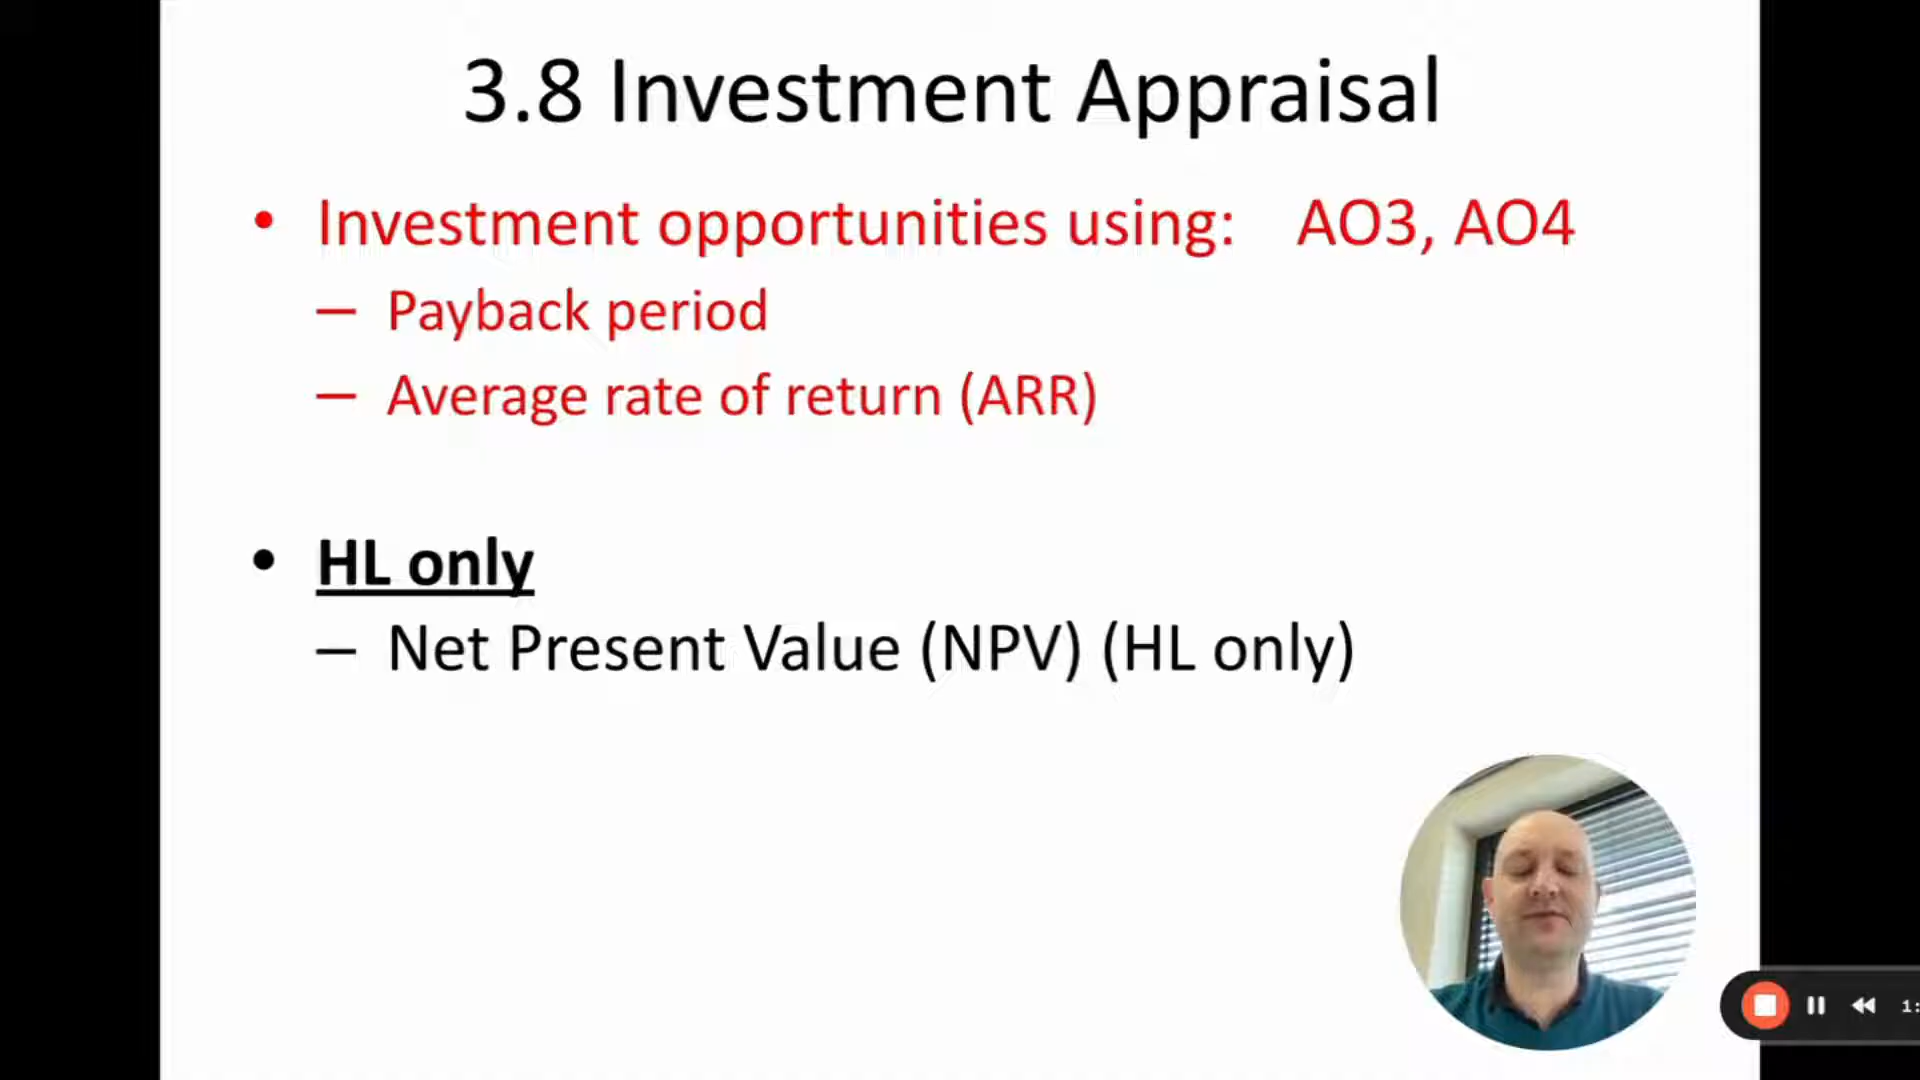 3.8 Investment Appraisal
• Investment opportunities using: AO3, AO4
– Payback period
– Average rate of return (ARR)
• HL only
– Net Present Value (NPV) (HL only)
1: